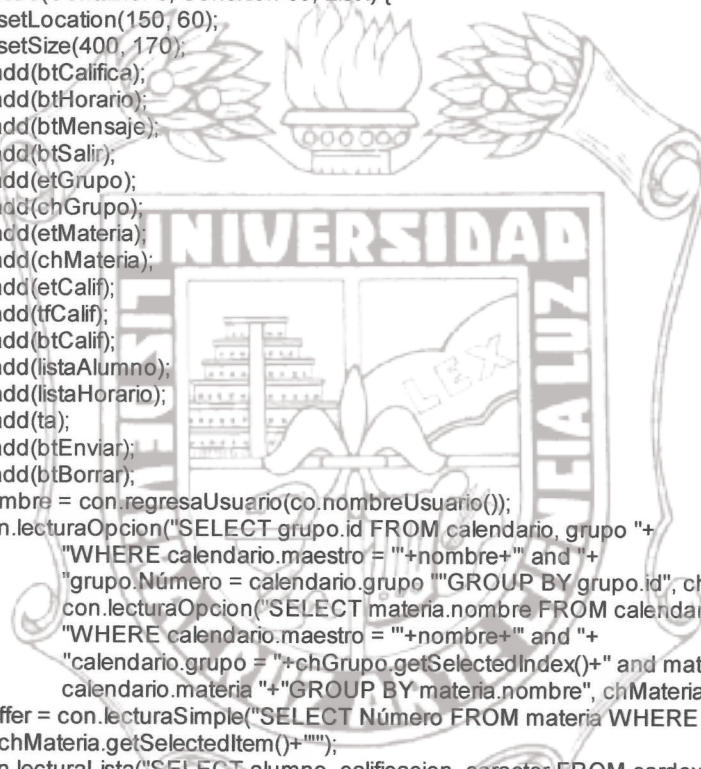 setLocation(150, 60);
setSize(400, 170);
add(btCalifica);
add(btHorario);
add(btMensaje);
add(btSalir);
add(etGrupo);
add(chGrupo);
add(etMateria);
add(chMateria);
add(etCalif);
add(tfCalif);
add(btCalif);
add(listaAlumno);
add(listaHorario);
add(ta);
add(btEnviar);
add(btBorrar);
mbre = con.regresaUsuario(co.nombreUsuario());
n.lecturaOpcion("SELECT grupo.id FROM calendario, grupo "+
"WHERE calendario.maestro = '"+nombre+"' and "+
"grupo.Número = calendario.grupo ""GROUP BY grupo.id", ch
con.lecturaOpcion("SELECT materia.nombre FROM calendar
"WHERE calendario.maestro = '"+nombre+"' and "+
"calendario.grupo = "+chGrupo.getSelectedIndex()+" and mat
calendario.materia "+"GROUP BY materia.nombre", chMateria
ffer = con.lecturaSimple("SELECT Número FROM materia WHERE
chMateria.getSelectedItem()+"'");
UNIVERSIDAD
LEX